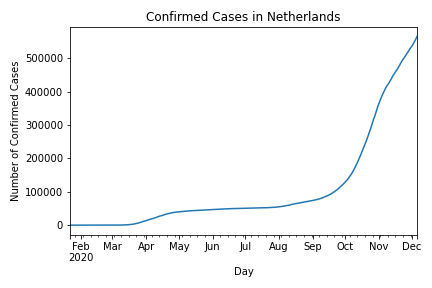 Confirmed Cases in Netherlands
Number of Confirmed Cases
500000
400000
300000
200000
100000
0
Feb Mar Apr May Jun Jul Aug Sep Oct Nov Dec
2020
Day